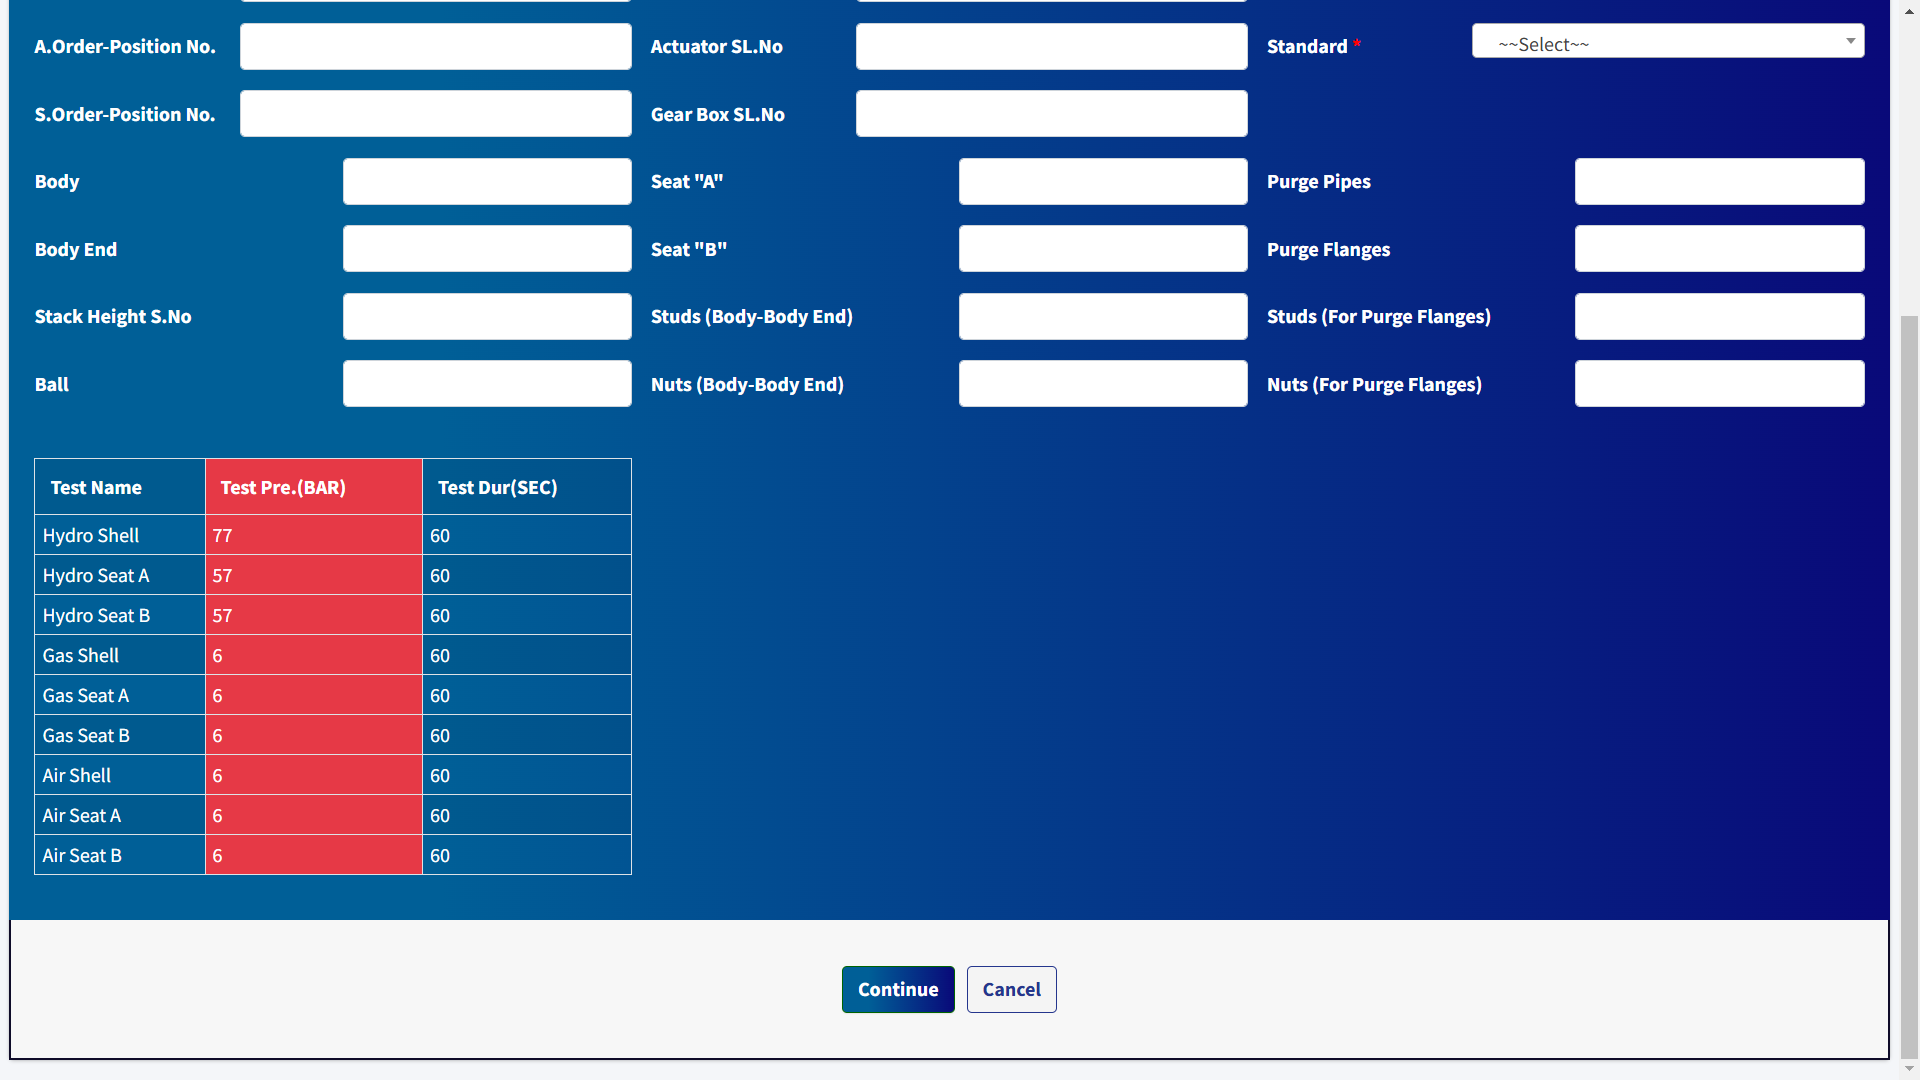 A.Order-Position No. Actuator SL.No Standard * ~~Select~~
S.Order-Position No. Gear Box SL.No
Body Seat "A" Purge Pipes
Body End Seat "B" Purge Flanges
Stack Height S.No Studs (Body-Body End) Studs (For Purge Flanges)
Ball Nuts (Body-Body End) Nuts (For Purge Flanges)
Test Name Test Pre.(BAR) Test Dur(SEC)
Hydro Shell 77 60
Hydro Seat A 57 60
Hydro Seat B 57 60
Gas Shell 6 60
Gas Seat A 6 60
Gas Seat B 6 60
Air Shell 6 60
Air Seat A 6 60
Air Seat B 6 60
Continue Cancel